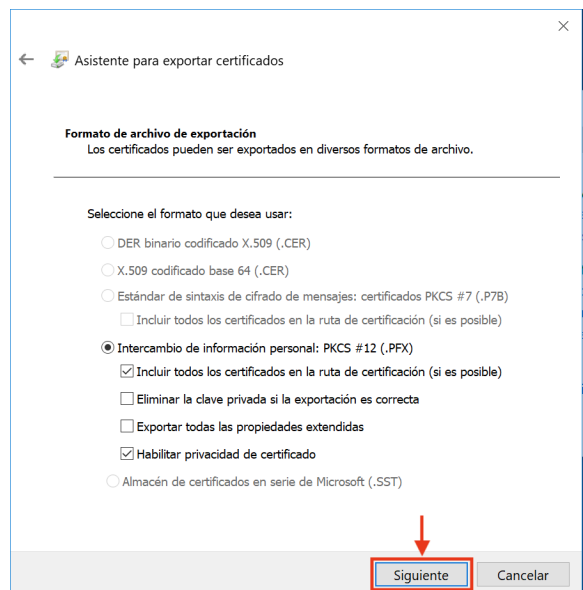 Asistente para exportar certificados
Formato de archivo de exportación
Los certificados pueden ser exportados en diversos formatos de archivo.
Seleccione el formato que desea usar:
DER binario codificado X.509 (.CER)
X.509 codificado base 64 (.CER)
Estándar de sintaxis de cifrado de mensajes: certificados PKCS #7 (.P7B)
Incluir todos los certificados en la ruta de certificación (si es posible)
Intercambio de información personal: PKCS #12 (.PFX)
Incluir todos los certificados en la ruta de certificación (si es posible)
Eliminar la clave privada si la exportación es correcta
Exportar todas las propiedades extendidas
Habilitar privacidad de certificado
Almacén de certificados en serie de Microsoft (.SST)
Siguiente Cancelar